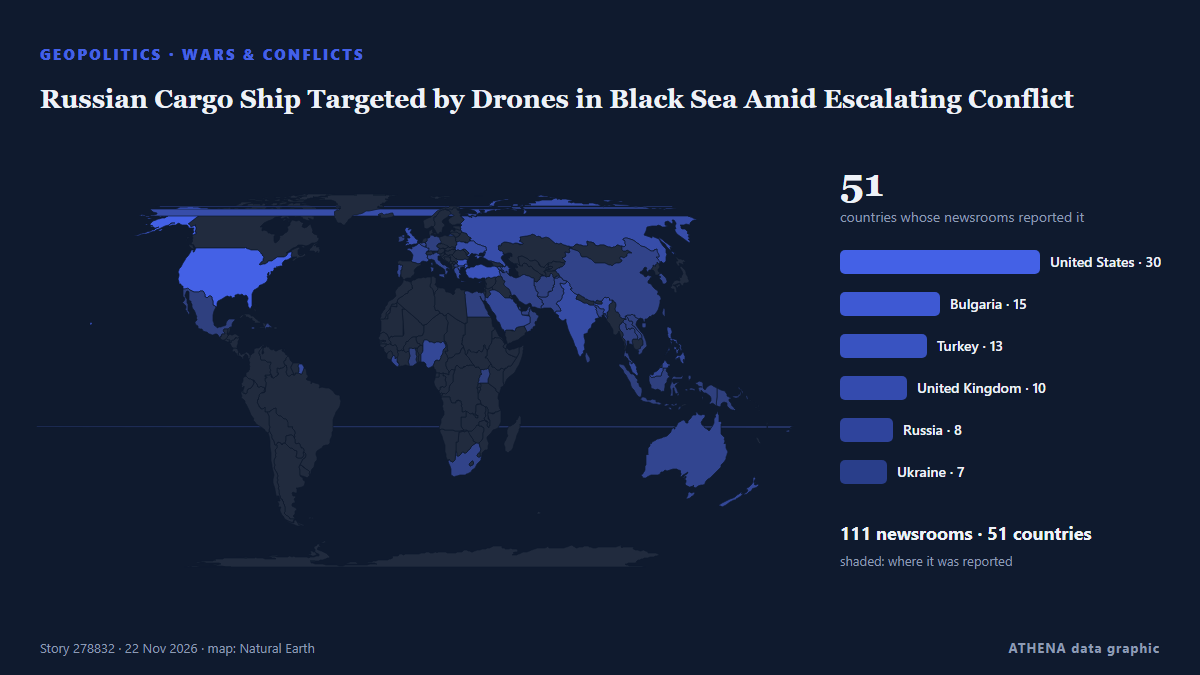 GEOPOLITICS · WARS & CONFLICTS
Russian Cargo Ship Targeted by Drones in Black Sea Amid Escalating Conflict
51
countries whose newsrooms reported it
United States · 30
Bulgaria · 15
Turkey · 13
United Kingdom · 10
Russia · 8
Ukraine · 7
111 newsrooms · 51 countries
shaded: where it was reported
Story 278832 · 22 Nov 2026 · map: Natural Earth
ATHENA data graphic